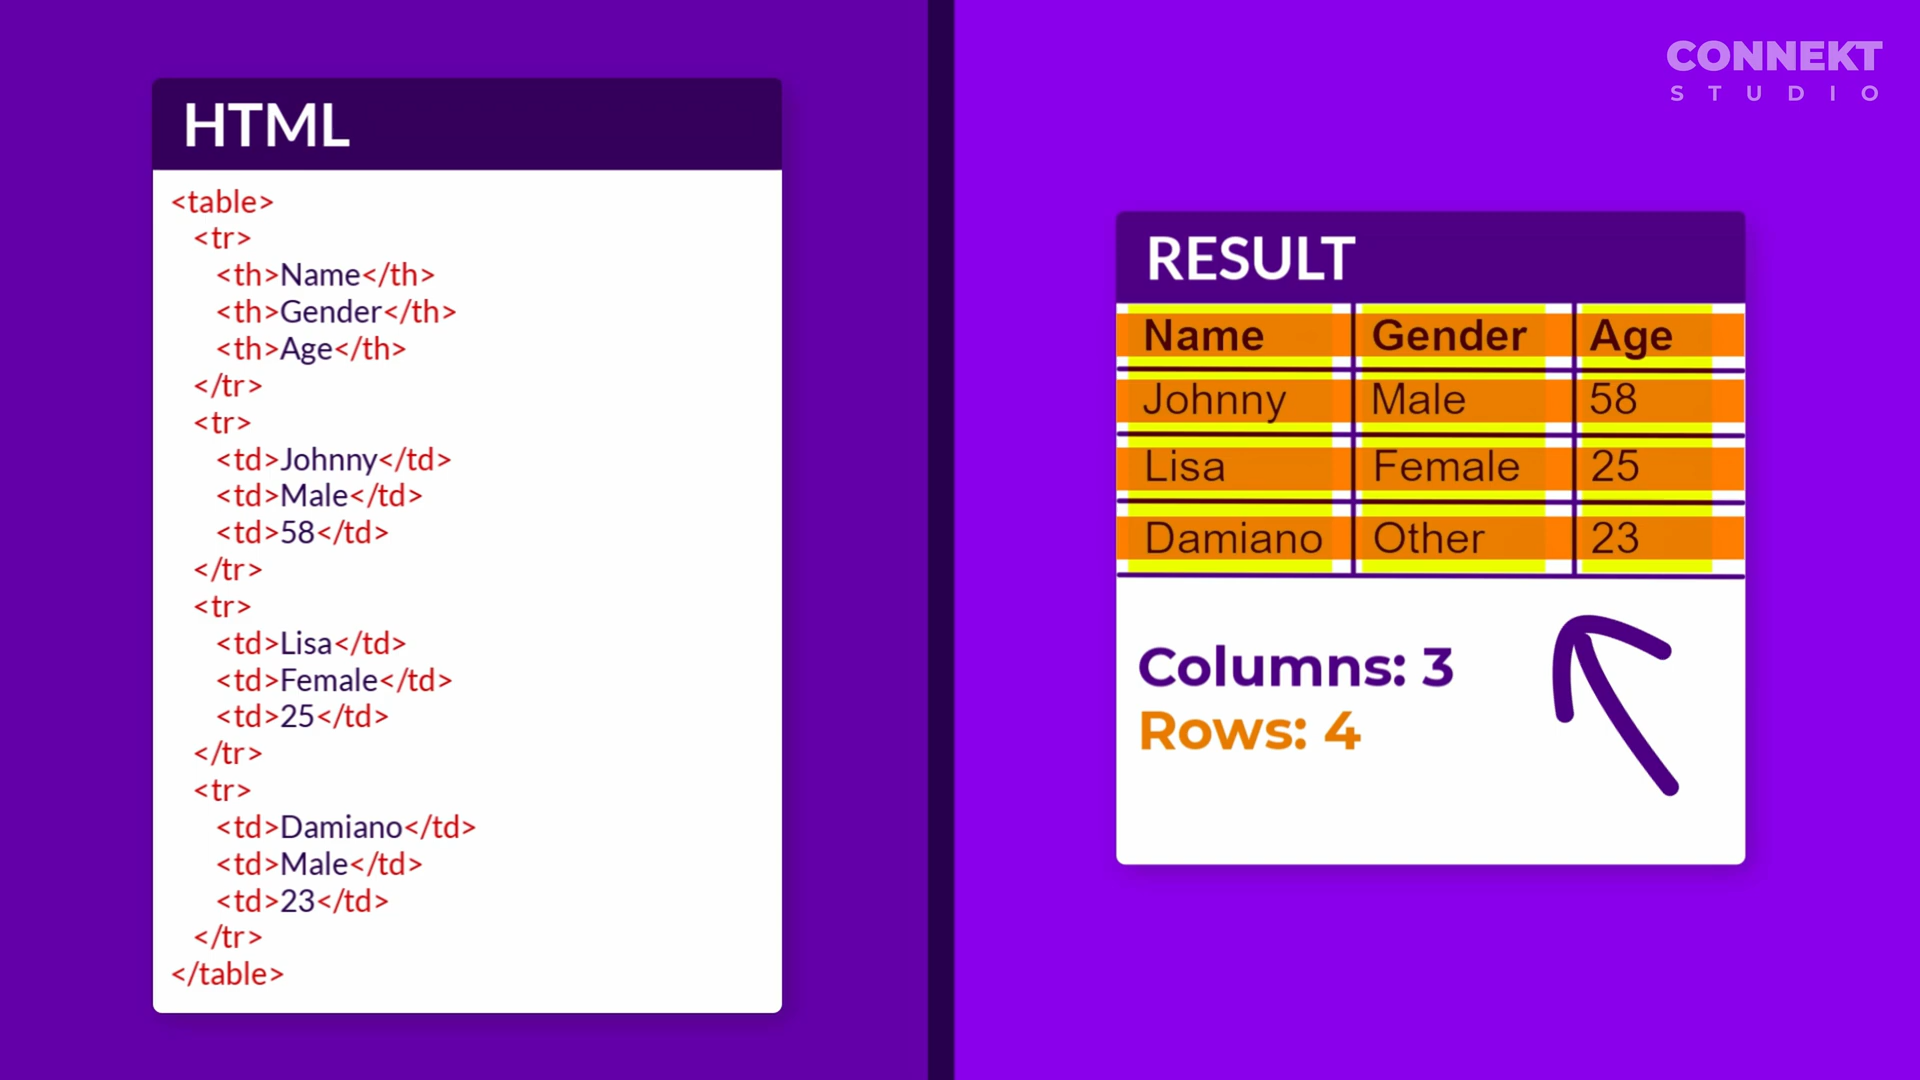 CONNEKT
STUDIO
HTML
<table>
<tr>
<th>Name</th>
<th>Gender</th>
<th>Age</th>
</tr>
<tr>
<td>Johnny</td>
<td>Male</td>
<td>58</td>
</tr>
<tr>
<td>Lisa</td>
<td>Female</td>
<td>25</td>
</tr>
<tr>
<td>Damiano</td>
<td>Male</td>
<td>23</td>
</tr>
</table>
RESULT
Name Gender Age
Johnny Male 58
Lisa Female 25
Damiano Other 23
Columns: 3
Rows: 4